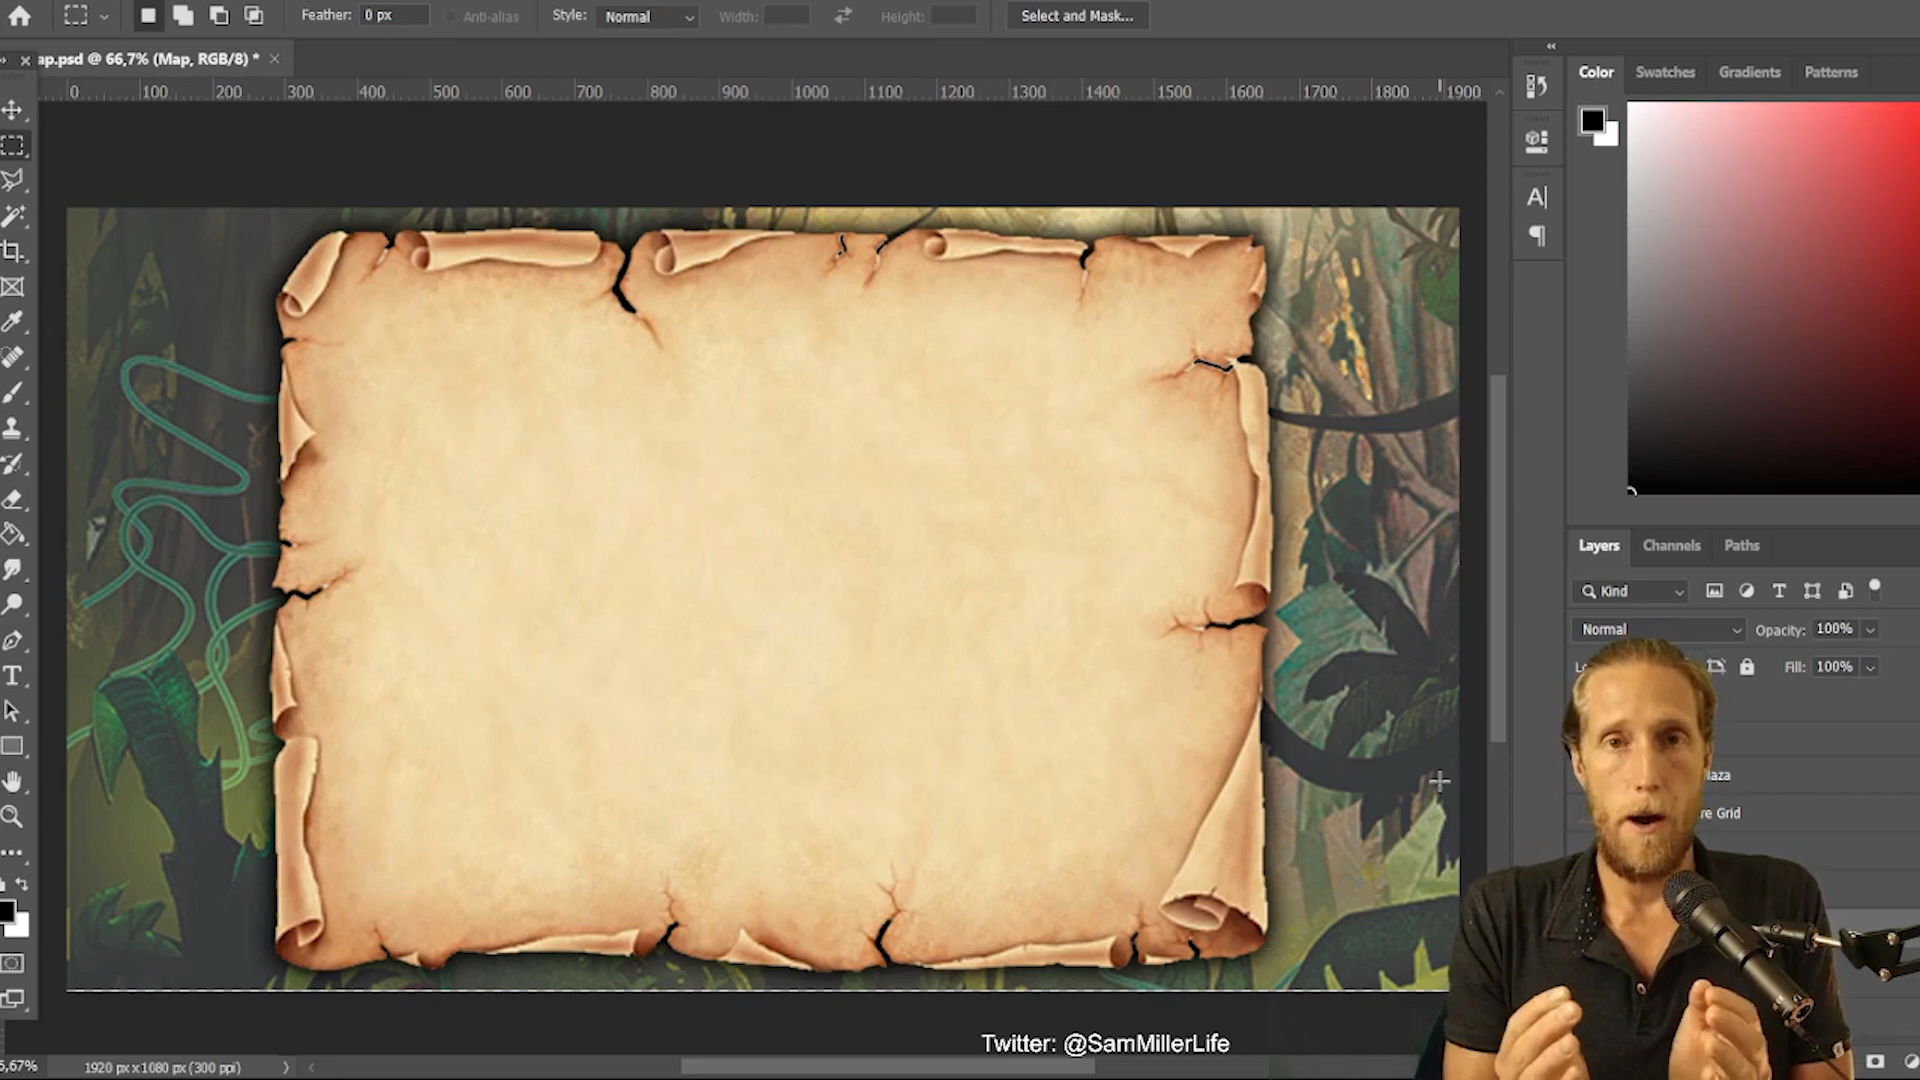 Feather: 0 px Anti-alias Style: Normal Width: Height: Select and Mask...
ap.psd @ 66,7% (Map, RGB/8) *
0 100 200 300 400 500 600 700 800 900 1000 1100 1200 1300 1400 1500 1600 1700 1800 1900
Color Swatches Gradients Patterns
Layers Channels Paths
Kind
Normal Opacity: 100%
Lo Fill: 100%
laza
re Grid
Twitter: @SamMillerLife
6,67% 1920 px x 1080 px (300 ppi)